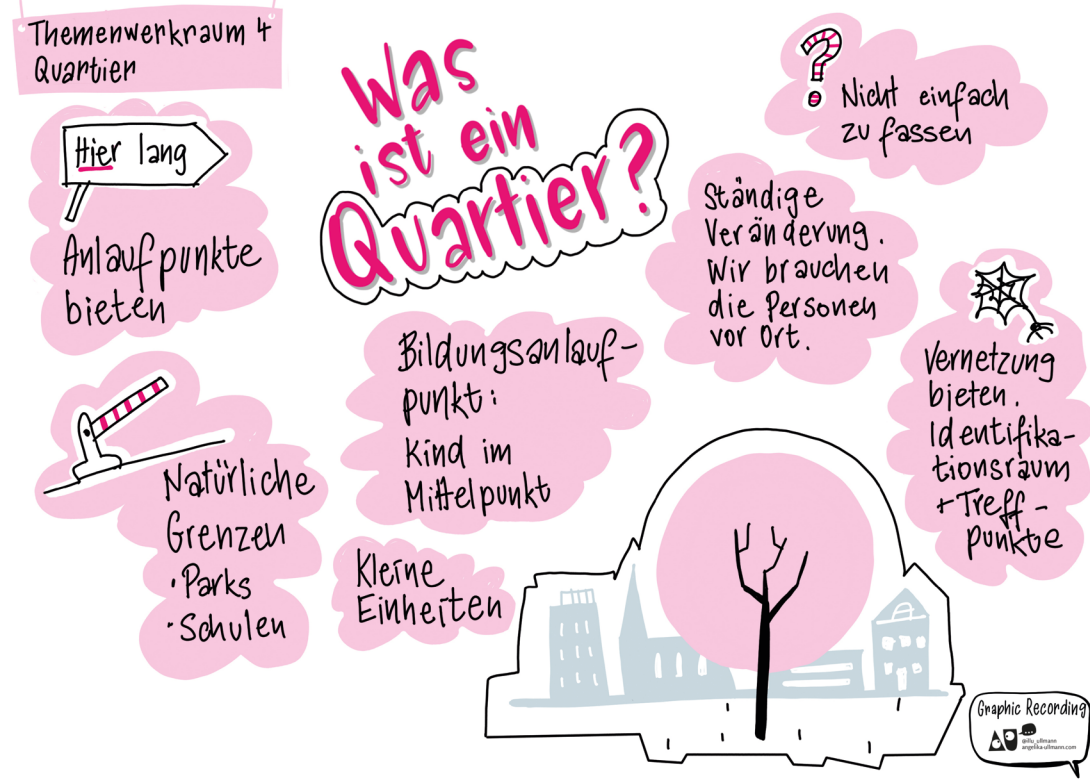 Themenwerkraum 4
Quartier
Was
ist ein
Quartier?
Hier lang
Anlaufpunkte
bieten
Natürliche
Grenzen
• Parks
• Schulen
Bildungsanlauf-
punkt:
Kind im
Mittelpunkt
Kleine
Einheiten
?
Nicht einfach
zu fassen
Ständige
Veränderung.
Wir brauchen
die Personen
vor Ort.
Vernetzung
bieten.
Identifika-
tionsraum
+ Treff-
punkte
Graphic Recording
@illu_ullmann
angelika-ullmann.com